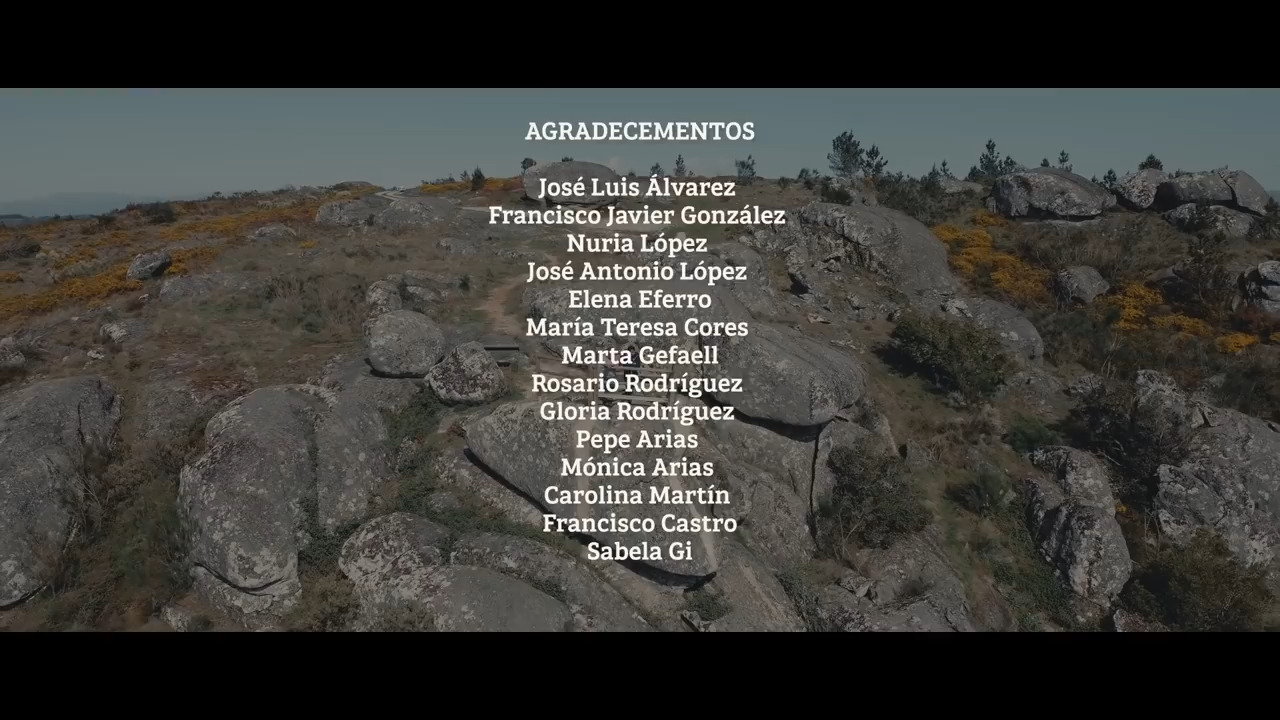 AGRADECEMENTOS
José Luis Álvarez
Francisco Javier González
Nuria López
José Antonio López
Elena Eferro
María Teresa Cores
Marta Gefaell
Rosario Rodríguez
Gloria Rodríguez
Pepe Arias
Mónica Arias
Carolina Martín
Francisco Castro
Sabela Gi